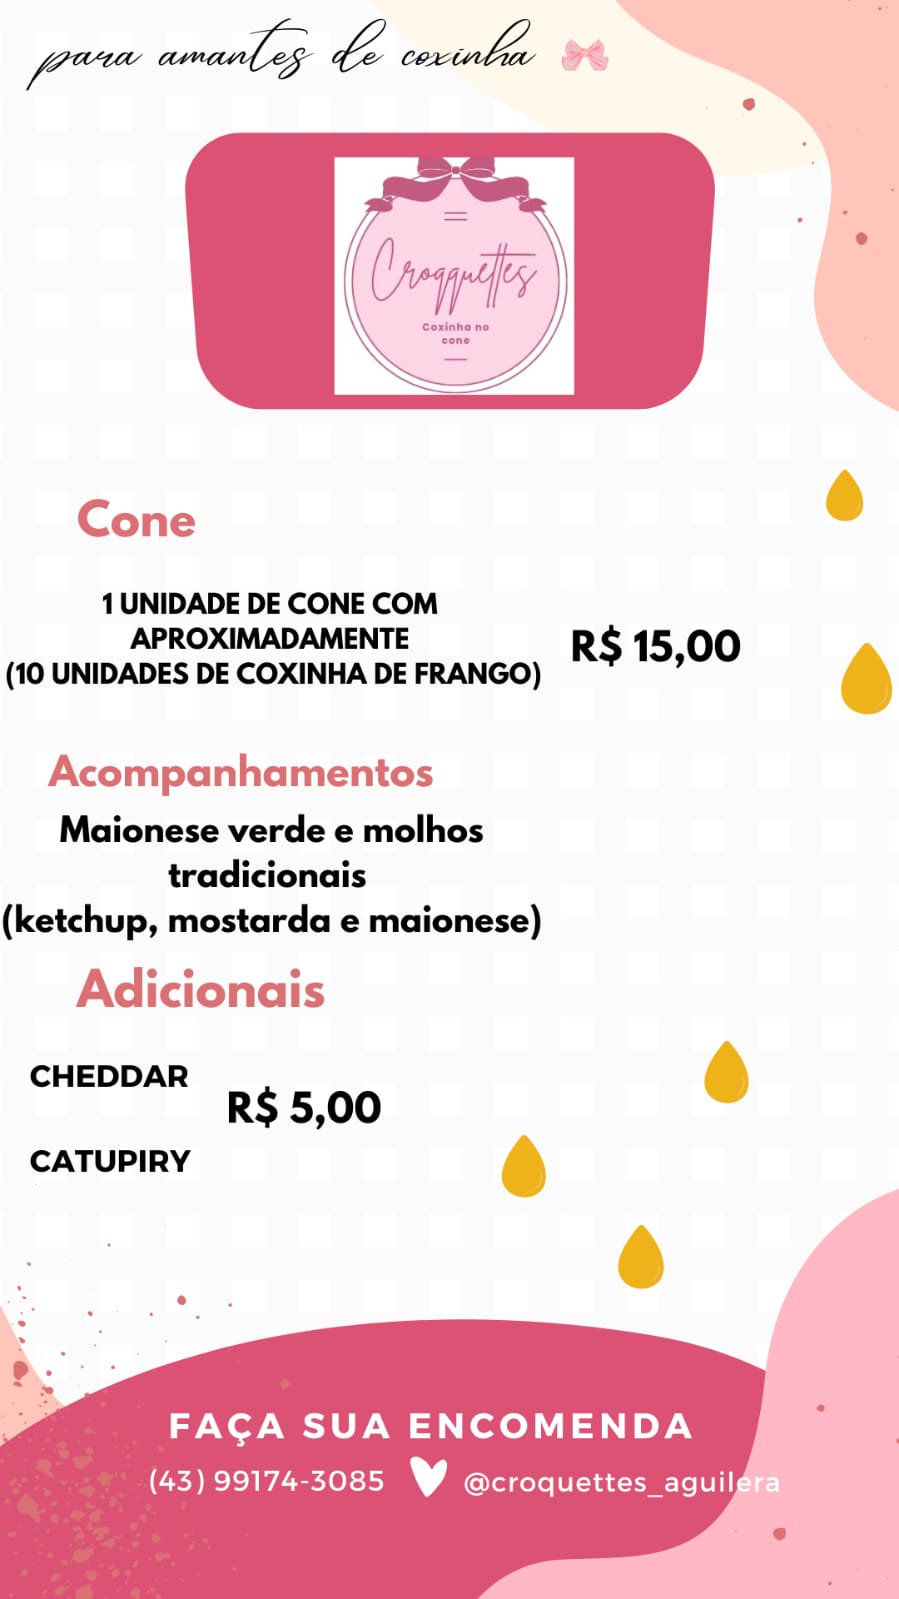 para amantes de coxinha
Croqquettes
Coxinha no
cone
Cone
1 UNIDADE DE CONE COM
APROXIMADAMENTE
(10 UNIDADES DE COXINHA DE FRANGO)
R$ 15,00
Acompanhamentos
Maionese verde e molhos
tradicionais
(ketchup, mostarda e maionese)
Adicionais
CHEDDAR
R$ 5,00
CATUPIRY
FAÇA SUA ENCOMENDA
(43) 99174-3085 @croquettes_aguilera